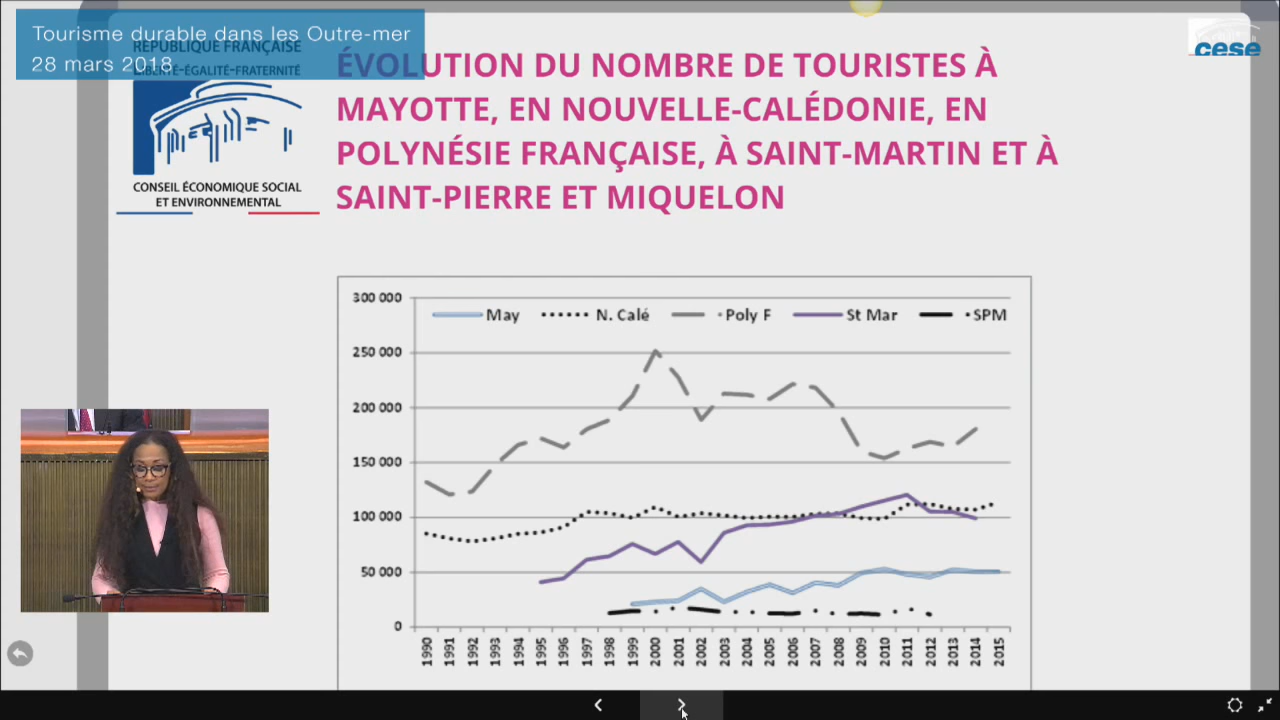 Tourisme durable dans les Outre-mer
28 mars 2018
RÉPUBLIQUE FRANÇAISE
LIBERTÉ-ÉGALITÉ-FRATERNITÉ
CONSEIL ÉCONOMIQUE SOCIAL
ET ENVIRONNEMENTAL
cese
ÉVOLUTION DU NOMBRE DE TOURISTES À
MAYOTTE, EN NOUVELLE-CALÉDONIE, EN
POLYNÉSIE FRANÇAISE, À SAINT-MARTIN ET À
SAINT-PIERRE ET MIQUELON
May N. Calé Poly F St Mar SPM
300 000
250 000
200 000
150 000
100 000
50 000
0
1990 1991 1992 1993 1994 1995 1996 1997 1998 1999 2000 2001 2002 2003 2004 2005 2006 2007 2008 2009 2010 2011 2012 2013 2014 2015